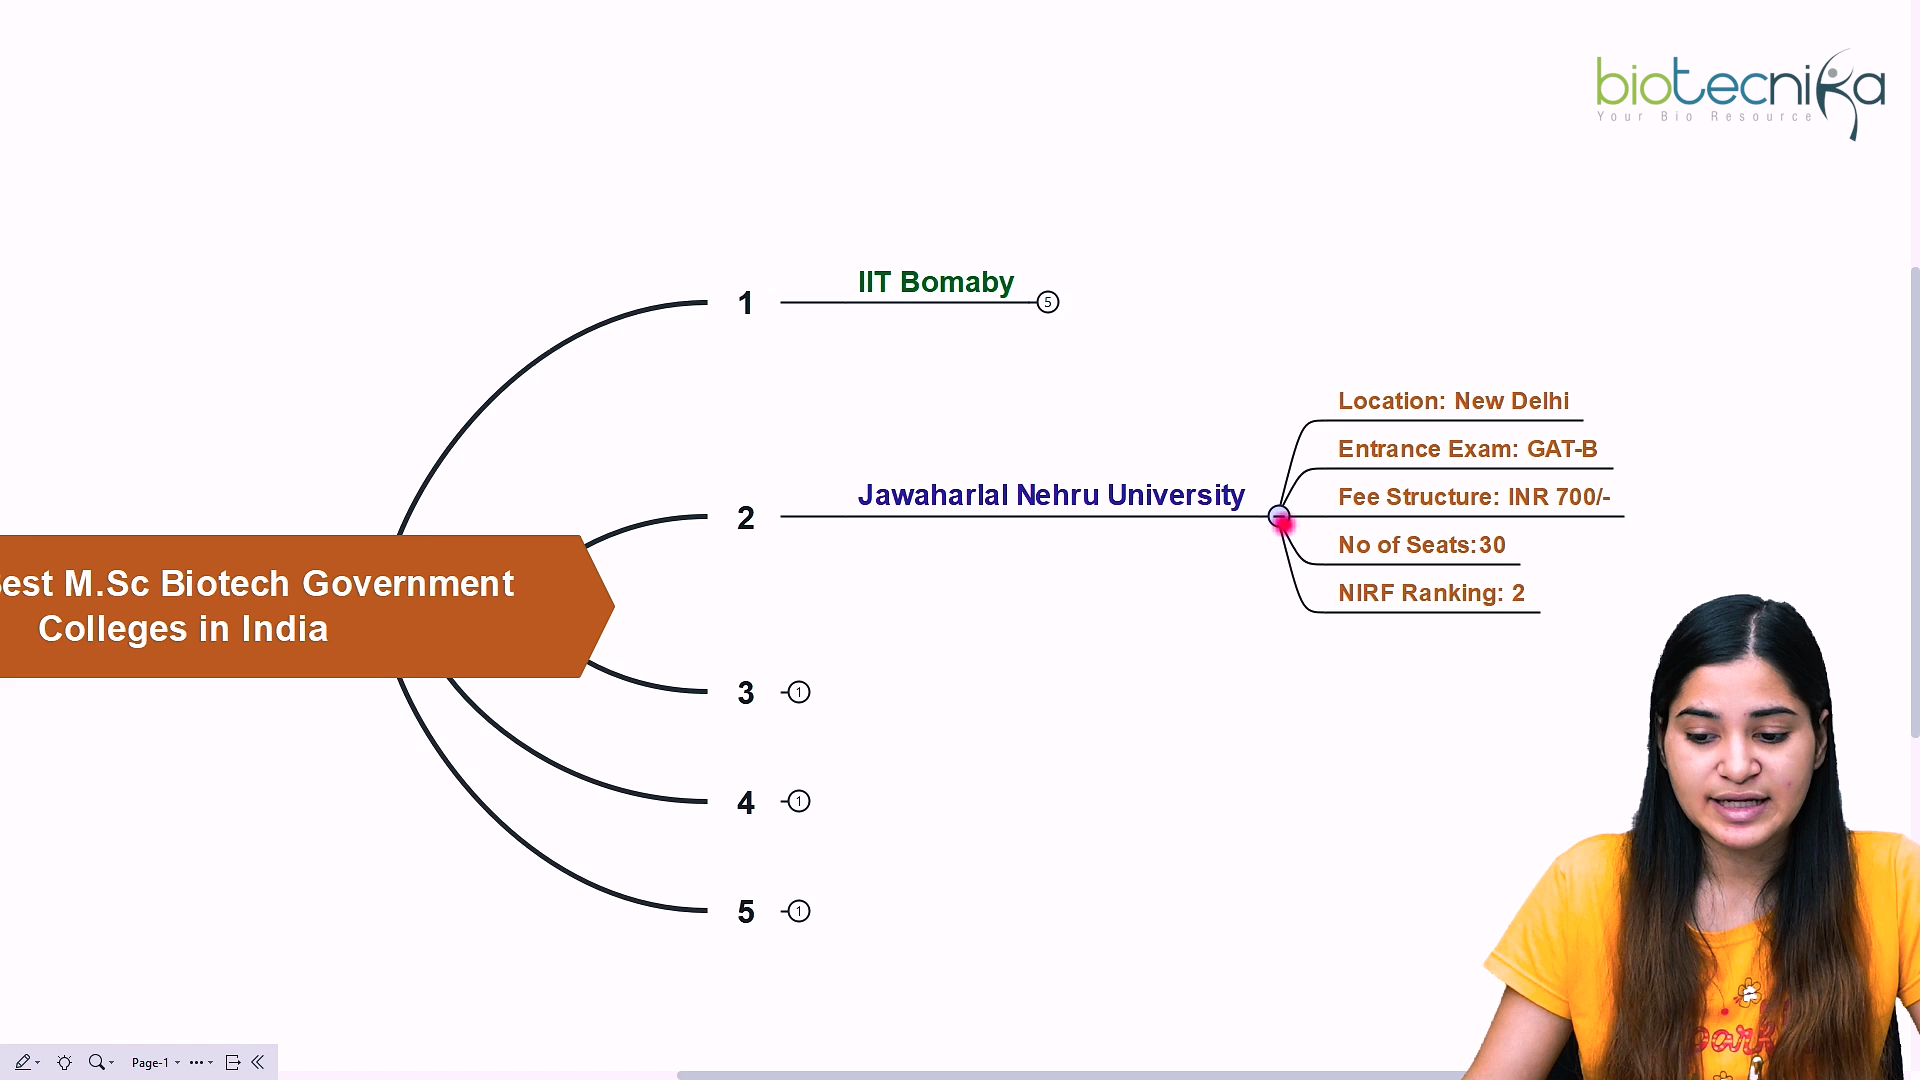 biotecnika
Your Bio Resource
1
IIT Bomaby
5
Location: New Delhi
Entrance Exam: GAT-B
2
Jawaharlal Nehru University
Fee Structure: INR 700/-
No of Seats:30
NIRF Ranking: 2
est M.Sc Biotech Government
Colleges in India
3
1
4
1
5
1
Page-1